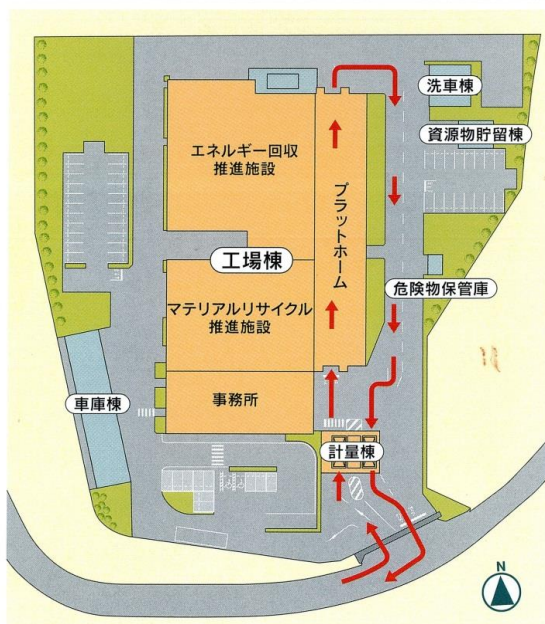 洗車棟
資源物貯留棟
エネルギー回収
推進施設
プラットホーム
工場棟
危険物保管庫
マテリアルリサイクル
推進施設
車庫棟
事務所
計量棟
N